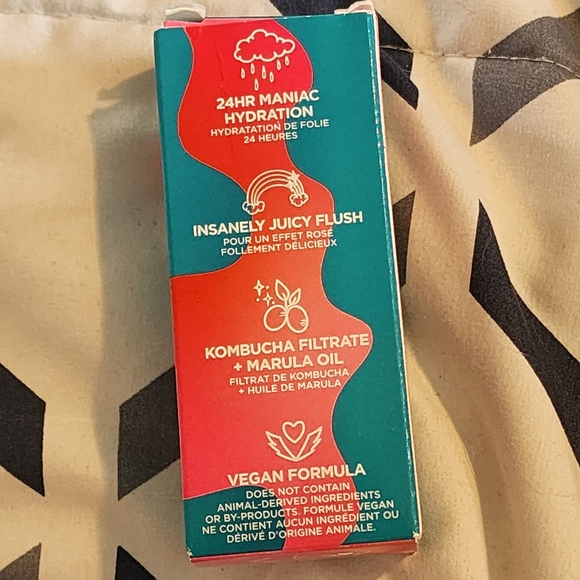 24HR MANIAC
HYDRATION
HYDRATATION DE FOLIE
24 HEURES
INSANELY JUICY FLUSH
POUR UN EFFET ROSÉ
FOLLEMENT DÉLICIEUX
KOMBUCHA FILTRATE
+ MARULA OIL
FILTRAT DE KOMBUCHA
+ HUILE DE MARULA
VEGAN FORMULA
DOES NOT CONTAIN
ANIMAL-DERIVED INGREDIENTS
OR BY-PRODUCTS. FORMULE VEGAN
NE CONTIENT AUCUN INGRÉDIENT OU
DÉRIVÉ D'ORIGINE ANIMALE.